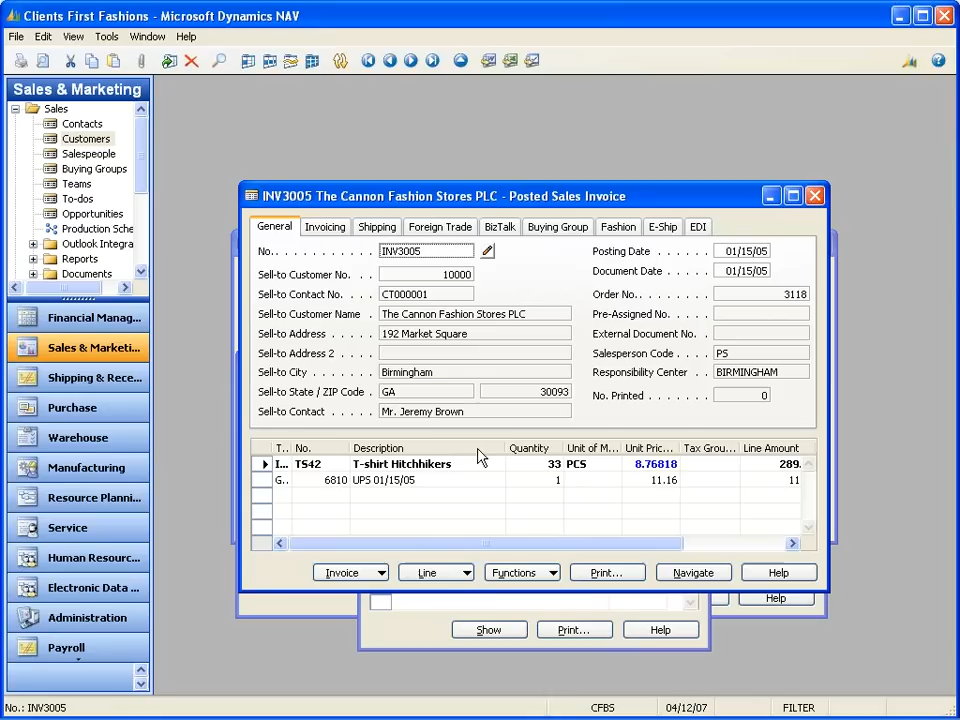 Clients First Fashions - Microsoft Dynamics NAV
File Edit View Tools Window Help
Sales & Marketing
Sales
Contacts
Customers
Salespeople
Buying Groups
Teams
To-dos
Opportunities
Production Sche
Outlook Integra
Reports
Documents
Financial Manag...
Sales & Marketi...
Shipping & Rece...
Purchase
Warehouse
Manufacturing
Resource Planni...
Service
Human Resourc...
Electronic Data ...
Administration
Payroll
INV3005 The Cannon Fashion Stores PLC - Posted Sales Invoice
General Invoicing Shipping Foreign Trade BizTalk Buying Group Fashion E-Ship EDI
No. . . . . . . . . . . . INV3005 Posting Date . . . . . . 01/15/05
Sell-to Customer No. . . 10000 Document Date . . . . . 01/15/05
Sell-to Contact No. . . . CT000001 Order No. . . . . . . . 3118
Sell-to Customer Name . The Cannon Fashion Stores PLC Pre-Assigned No. . . . .
Sell-to Address . . . . . 192 Market Square External Document No. .
Sell-to Address 2 . . . . Salesperson Code . . . . PS
Sell-to City . . . . . . . Birmingham Responsibility Center . . BIRMINGHAM
Sell-to State / ZIP Code . GA 30093 No. Printed . . . . . . . 0
Sell-to Contact . . . . . Mr. Jeremy Brown
T.. No. Description Quantity Unit of M... Unit Pric... Tax Grou... Line Amount
I... TS42 T-shirt Hitchhikers 33 PCS 8.76818 289.
G.. 6810 UPS 01/15/05 1 11.16 11
Invoice Line Functions Print... Navigate Help
Help
Show Print... Help
No.: INV3005 CFBS 04/12/07 FILTER